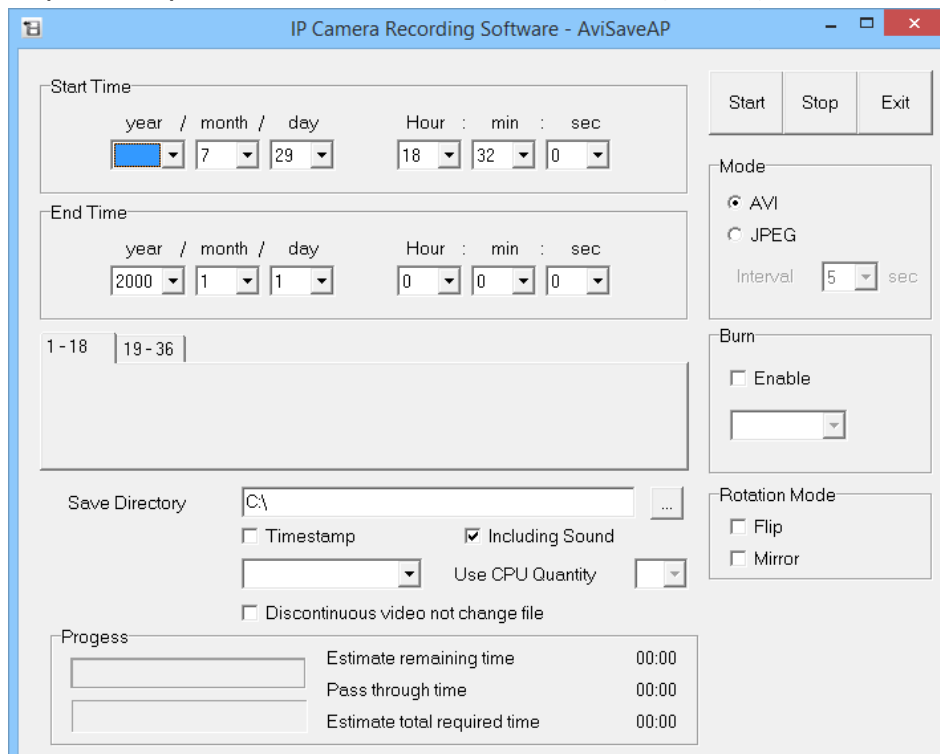 IP Camera Recording Software - AviSaveAP
Start Time
year / month / day Hour : min : sec
7 29 18 32 0
End Time
year / month / day Hour : min : sec
2000 1 1 0 0 0
1 - 18 19 - 36
Save Directory C:\ ...
Timestamp Including Sound
Use CPU Quantity
Discontinuous video not change file
Progess
Estimate remaining time 00:00
Pass through time 00:00
Estimate total required time 00:00
Start Stop Exit
Mode
AVI
JPEG
Interval 5 sec
Burn
Enable
Rotation Mode
Flip
Mirror